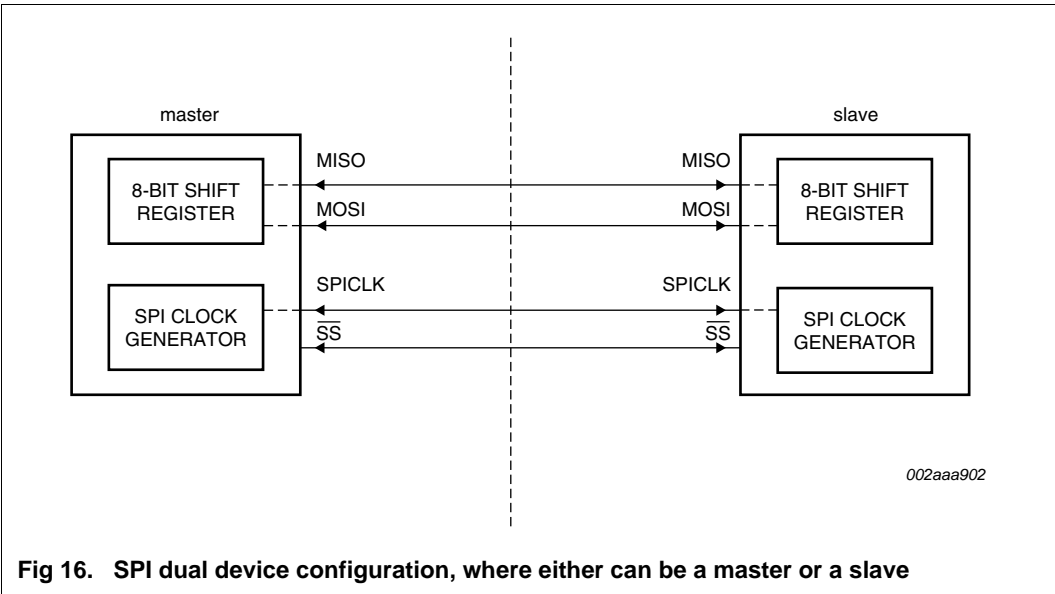 master
slave
MISO
MISO
8-BIT SHIFT
REGISTER
8-BIT SHIFT
REGISTER
MOSI
MOSI
SPICLK
SPICLK
SPI CLOCK
GENERATOR
SPI CLOCK
GENERATOR
SS
SS
002aaa902
Fig 16. SPI dual device configuration, where either can be a master or a slave